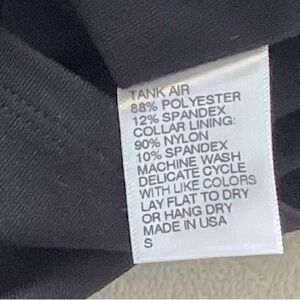 TANK AIR
88% POLYESTER
12% SPANDEX
COLLAR LINING:
90% NYLON
10% SPANDEX
MACHINE WASH
DELICATE CYCLE
WITH LIKE COLORS
LAY FLAT TO DRY
OR HANG DRY
MADE IN USA
S